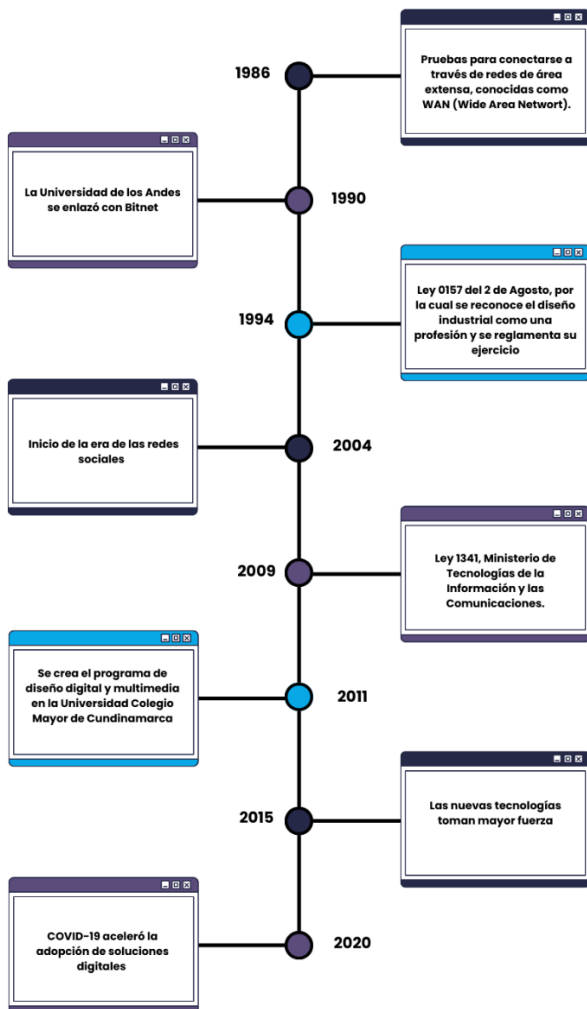 1986
Pruebas para conectarse a
través de redes de área
extensa, conocidas como
WAN (Wide Area Networt).
La Universidad de los Andes
se enlazó con Bitnet
1990
1994
Ley 0157 del 2 de Agosto, por
la cual se reconoce el diseño
industrial como una
profesión y se reglamenta su
ejercicio
Inicio de la era de las redes
sociales
2004
2009
Ley 1341, Ministerio de
Tecnologías de la
Información y las
Comunicaciones.
Se crea el programa de
diseño digital y multimedia
en la Universidad Colegio
Mayor de Cundinamarca
2011
2015
Las nuevas tecnologías
toman mayor fuerza
COVID-19 aceleró la
adopción de soluciones
digitales
2020